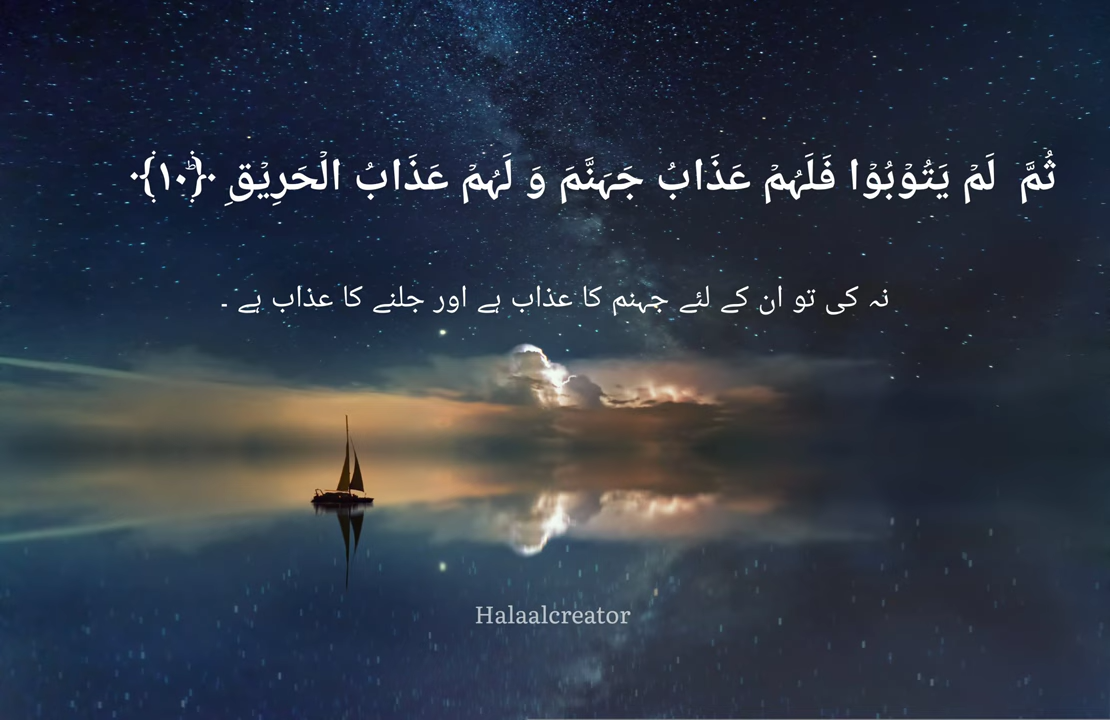 ثُمَّ لَمْ يَتُوْبُوْا فَلَهُمْ عَذَابُ جَهَنَّمَ وَ لَهُمْ عَذَابُ الْحَرِيْقِ ﴿ؕ۱۰﴾
نہ کی تو ان کے لئے جہنم کا عذاب ہے اور جلنے کا عذاب ہے ۔
Halaalcreator